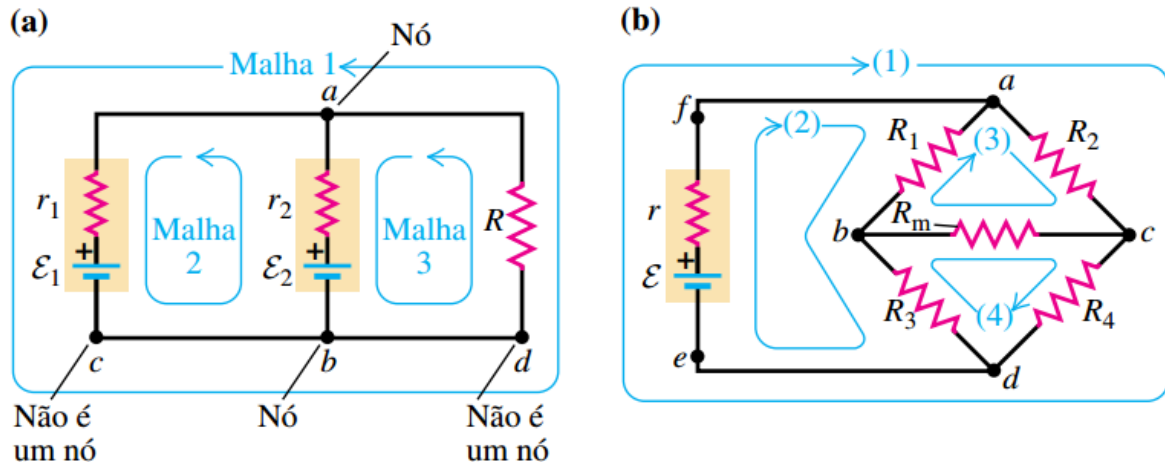 (a)
Nó
Malha 1
a
r₁
+
ℰ₁
Malha
2
r₂
+
ℰ₂
Malha
3
R
c
b
d
Não é
um nó
Nó
Não é
um nó
(b)
(1)
a
f
(2)
R₁
(3)
R₂
r
b
Rₘ
c
+
ℰ
R₃
(4)
R₄
e
d